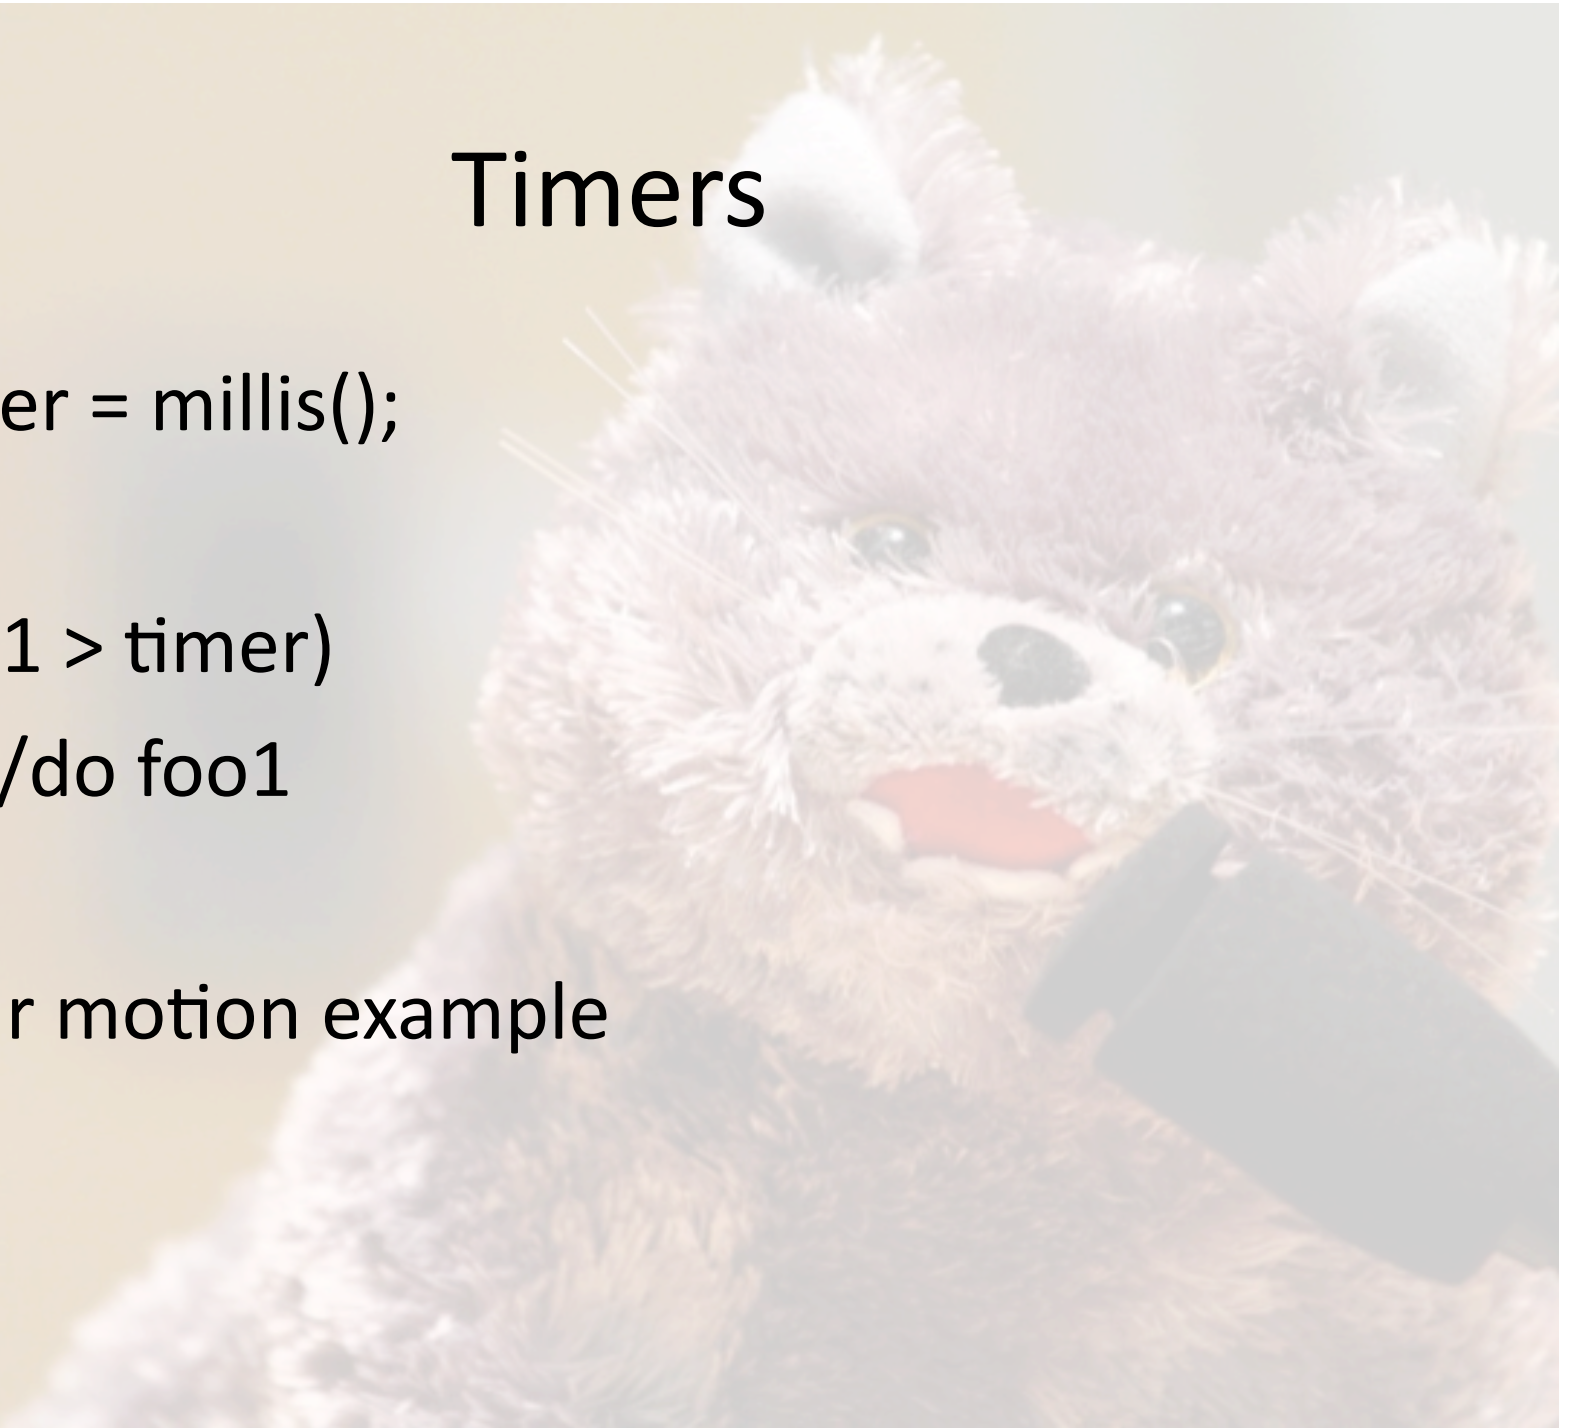 Timers
er = millis();
1 > timer)
/do foo1
r motion example